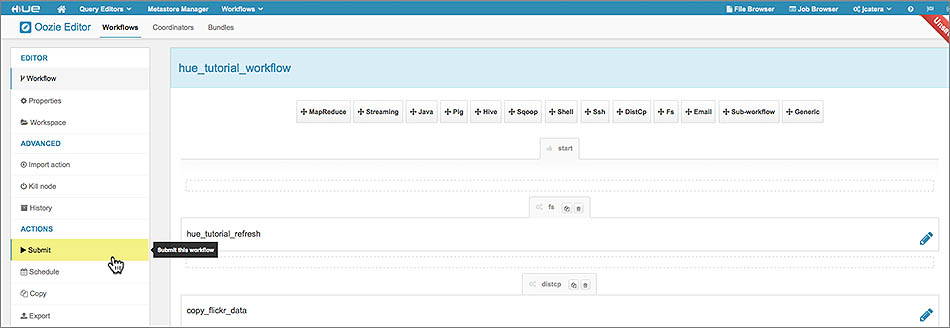 HUE Query Editors Metastore Manager Workflows File Browser Job Browser jcatera
Oozie Editor Workflows Coordinators Bundles
EDITOR
Workflow
Properties
Workspace
ADVANCED
Import action
Kill node
History
ACTIONS
Submit
Submit this workflow
Schedule
Copy
Export
hue_tutorial_workflow
MapReduce Streaming Java Pig Hive Sqoop Shell Ssh DistCp Fs Email Sub-workflow Generic
start
fs
hue_tutorial_refresh
distcp
copy_flickr_data